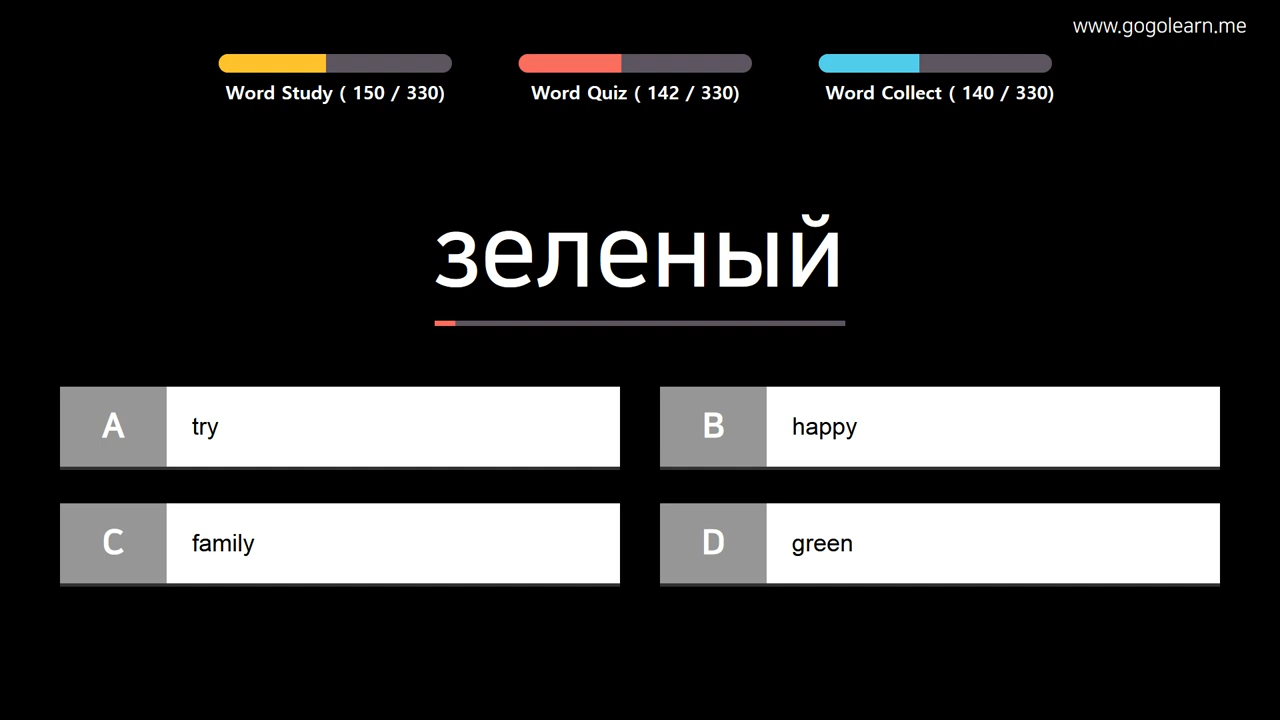 www.gogolearn.me
Word Study ( 150 / 330)
Word Quiz ( 142 / 330)
Word Collect ( 140 / 330)
зеленый
A try
B happy
C family
D green